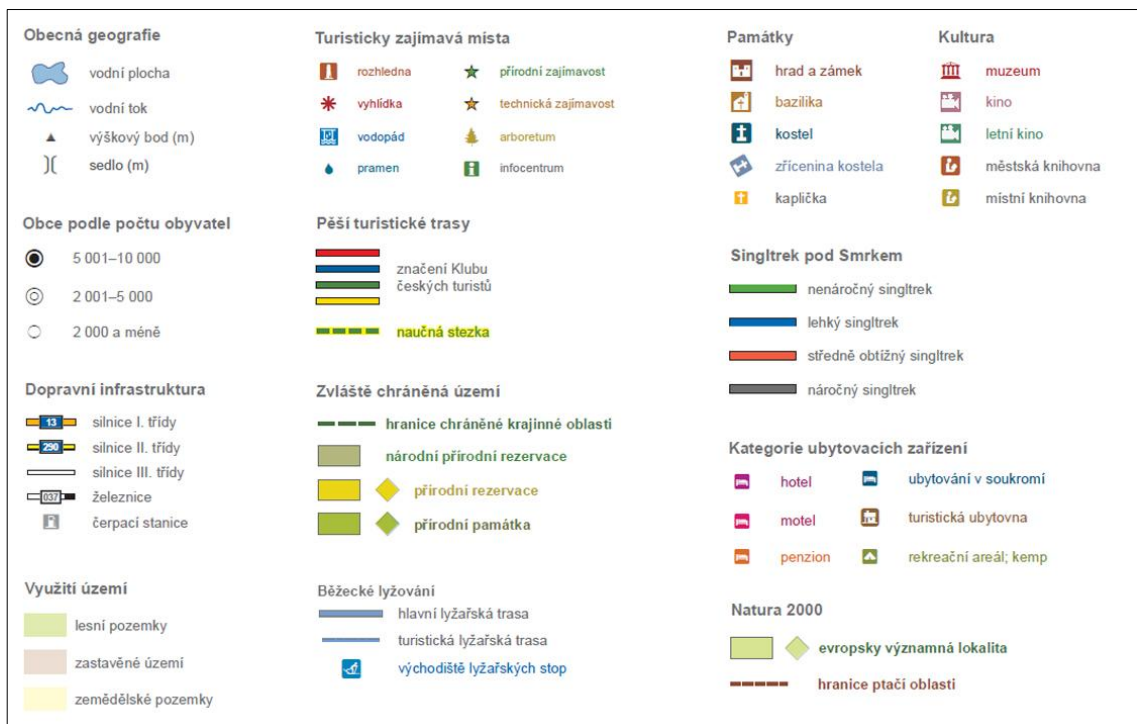 Obecná geografie
vodní plocha
vodní tok
výškový bod (m)
sedlo (m)
Obce podle počtu obyvatel
5 001–10 000
2 001–5 000
2 000 a méně
Dopravní infrastruktura
13 silnice I. třídy
290 silnice II. třídy
silnice III. třídy
037 železnice
čerpací stanice
Využití území
lesní pozemky
zastavěné území
zemědělské pozemky
Turisticky zajímavá místa
rozhledna
vyhlídka
vodopád
pramen
přírodní zajímavost
technická zajímavost
arboretum
infocentrum
Pěší turistické trasy
značení Klubu
českých turistů
naučná stezka
Zvláště chráněná území
hranice chráněné krajinné oblasti
národní přírodní rezervace
přírodní rezervace
přírodní památka
Běžecké lyžování
hlavní lyžařská trasa
turistická lyžařská trasa
východiště lyžařských stop
Památky
hrad a zámek
bazilika
kostel
zřícenina kostela
kaplička
Kultura
muzeum
kino
letní kino
městská knihovna
místní knihovna
Singltrek pod Smrkem
nenáročný singltrek
lehký singltrek
středně obtížný singltrek
náročný singltrek
Kategorie ubytovacích zařízení
hotel
motel
penzion
ubytování v soukromí
turistická ubytovna
rekreační areál; kemp
Natura 2000
evropsky významná lokalita
hranice ptačí oblasti